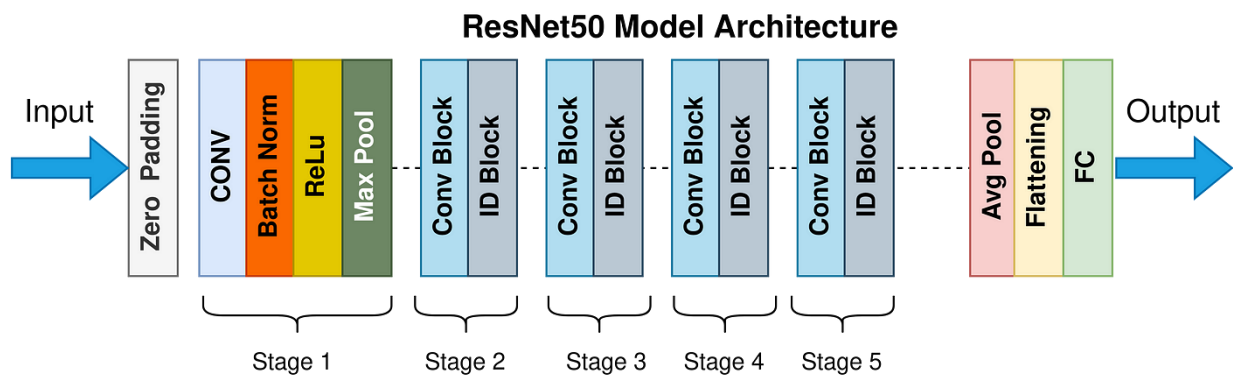 ResNet50 Model Architecture
Input
Zero Padding
CONV
Batch Norm
ReLu
Max Pool
Conv Block
ID Block
Conv Block
ID Block
Conv Block
ID Block
Conv Block
ID Block
Avg Pool
Flattening
FC
Output
Stage 1
Stage 2
Stage 3
Stage 4
Stage 5